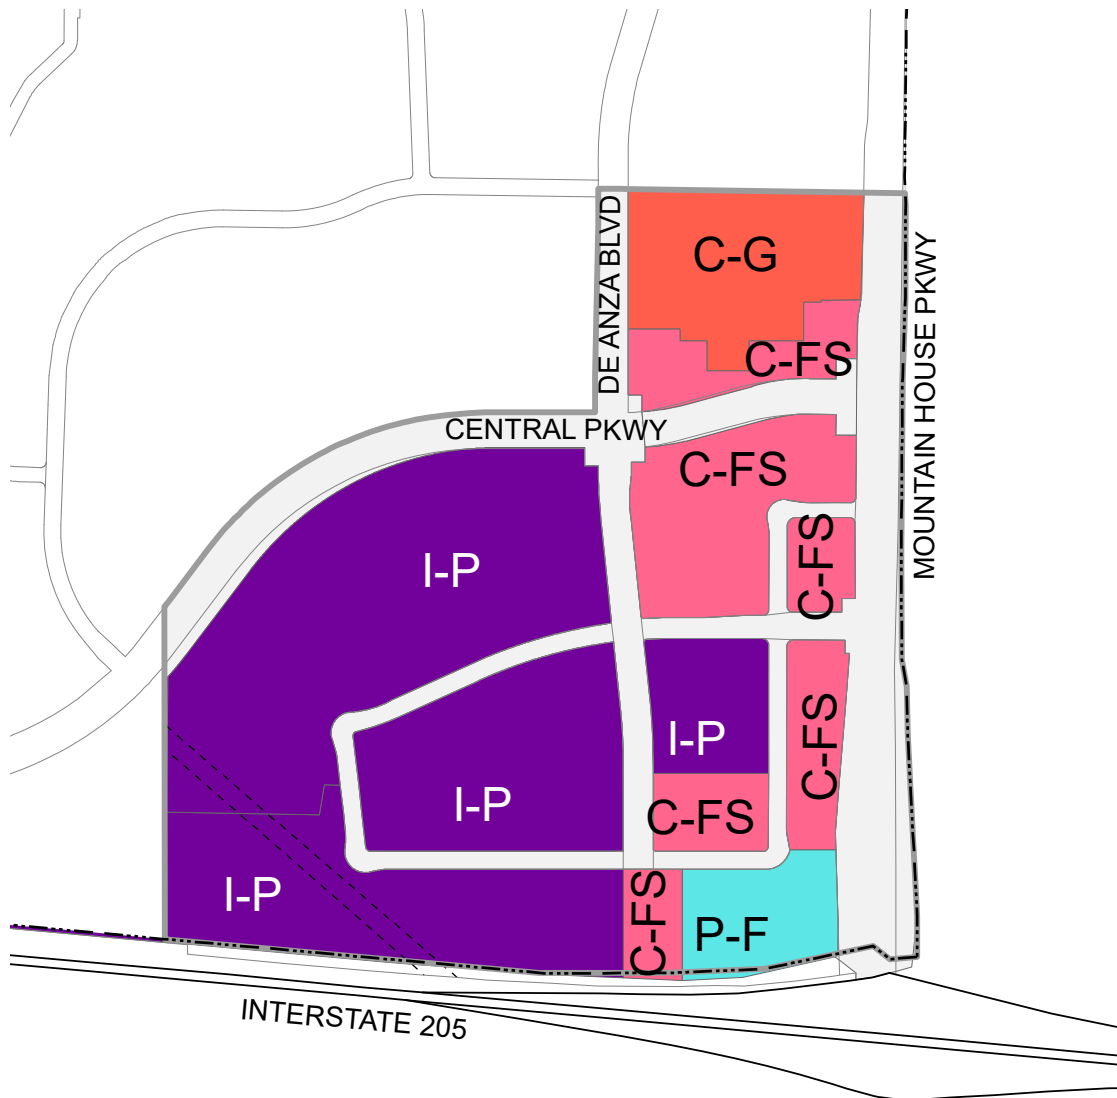 DE ANZA BLVD
C-G
MOUNTAIN HOUSE PKWY
C-FS
CENTRAL PKWY
C-FS
C-FS
I-P
C-FS
I-P
I-P
C-FS
I-P
C-FS
P-F
INTERSTATE 205